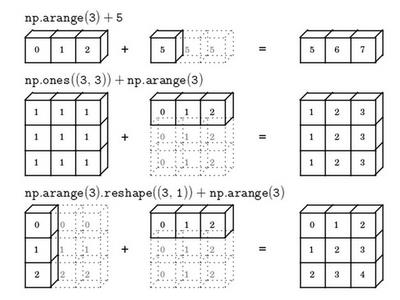 np.arange(3) + 5
0 1 2 + 5 5 5 = 5 6 7
np.ones((3, 3)) + np.arange(3)
1 1 1 0 1 2 1 2 3
1 1 1 + 0 1 2 = 1 2 3
1 1 1 0 1 2 1 2 3
np.arange(3).reshape((3, 1)) + np.arange(3)
0 0 0 0 1 2 0 1 2
1 1 1 + 0 1 2 = 1 2 3
2 2 2 0 1 2 2 3 4